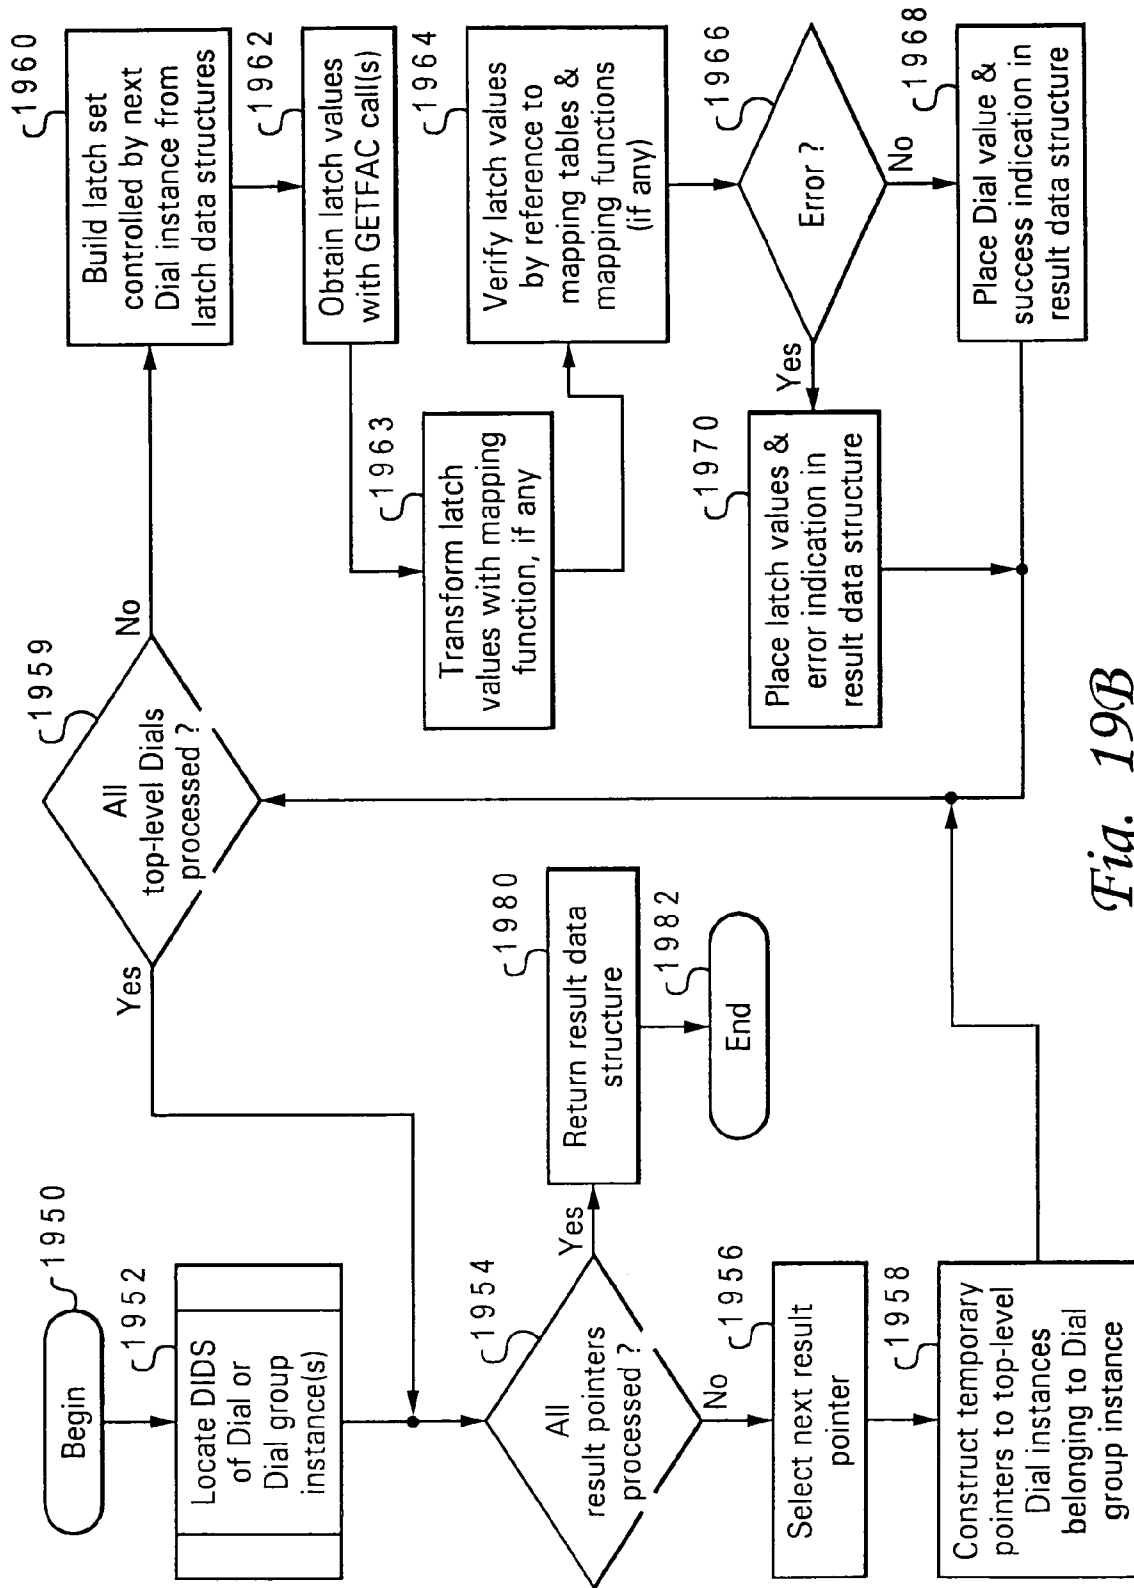 Begin
1950
Locate DIDS
of Dial or
Dial group
instance(s)
1952
All
result pointers
processed ?
1954
Yes
No
Select next result
pointer
1956
Construct temporary
pointers to top-level
Dial instances
belonging to Dial
group instance
1958
Return result data
structure
1980
End
1982
All
top-level Dials
processed ?
1959
Yes
No
Build latch set
controlled by next
Dial instance from
latch data structures
1960
Obtain latch values
with GETFAC call(s)
1962
Transform latch
values with mapping
function, if any
1963
Verify latch values
by reference to
mapping tables &
mapping functions
(if any)
1964
Error ?
1966
Yes
No
Place latch values &
error indication in
result data structure
1970
Place Dial value &
success indication in
result data structure
1968
Fig. 19B